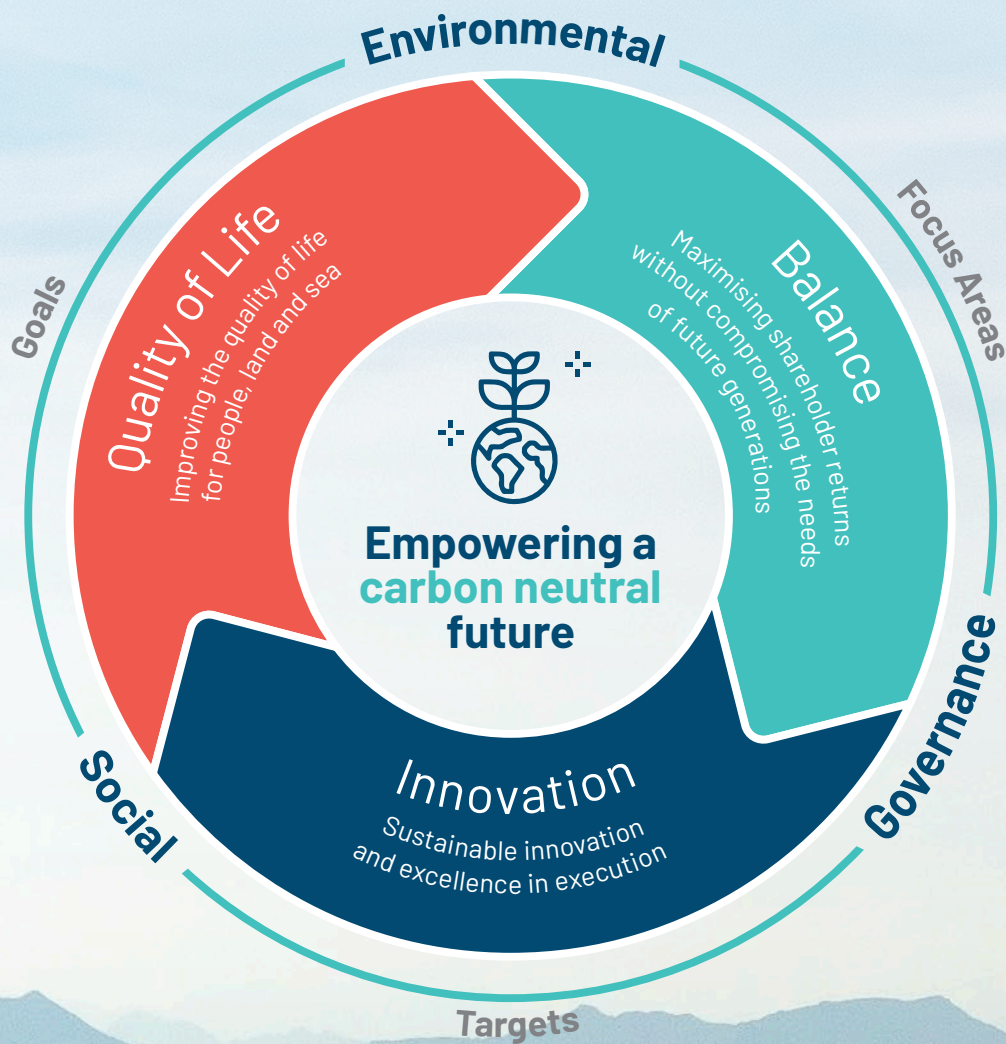 Environmental
Focus Areas
Governance
Targets
Social
Goals
Quality of Life
Improving the quality of life
for people, land and sea
Balance
Maximising shareholder returns
without compromising the needs
of future generations
Innovation
Sustainable innovation
and excellence in execution
Empowering a
carbon neutral
future